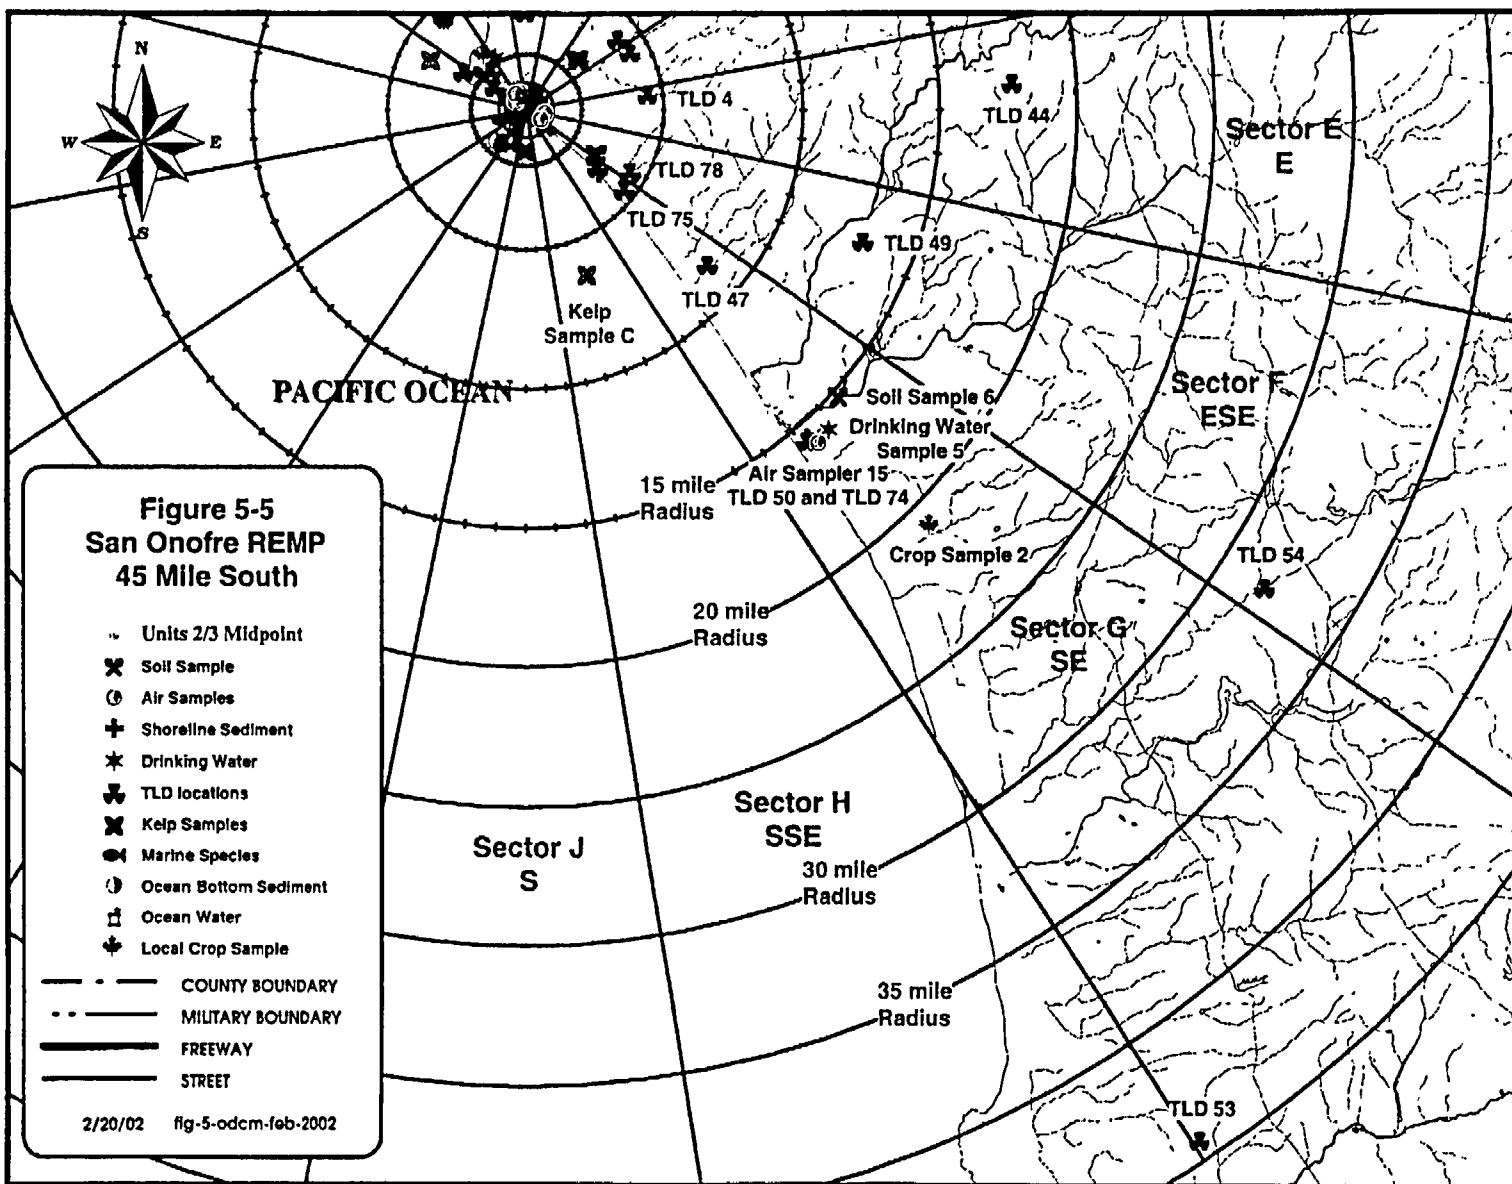 N
W
E
S
TLD 4
TLD 44
Sector E
E
TLD 78
TLD 75
TLD 49
TLD 47
Kelp
Sample C
PACIFIC OCEAN
Sector F
ESE
Soil Sample 6
Drinking Water
Sample 5
Air Sampler 15
TLD 50 and TLD 74
15 mile
Radius
Crop Sample 2
TLD 54
20 mile
Radius
Sector G
SE
Sector H
SSE
Sector J
S
30 mile
Radius
35 mile
Radius
TLD 53
Figure 5-5
San Onofre REMP
45 Mile South
Units 2/3 Midpoint
Soil Sample
Air Samples
Shoreline Sediment
Drinking Water
TLD locations
Kelp Samples
Marine Species
Ocean Bottom Sediment
Ocean Water
Local Crop Sample
COUNTY BOUNDARY
MILITARY BOUNDARY
FREEWAY
STREET
2/20/02 fig-5-odcm-feb-2002